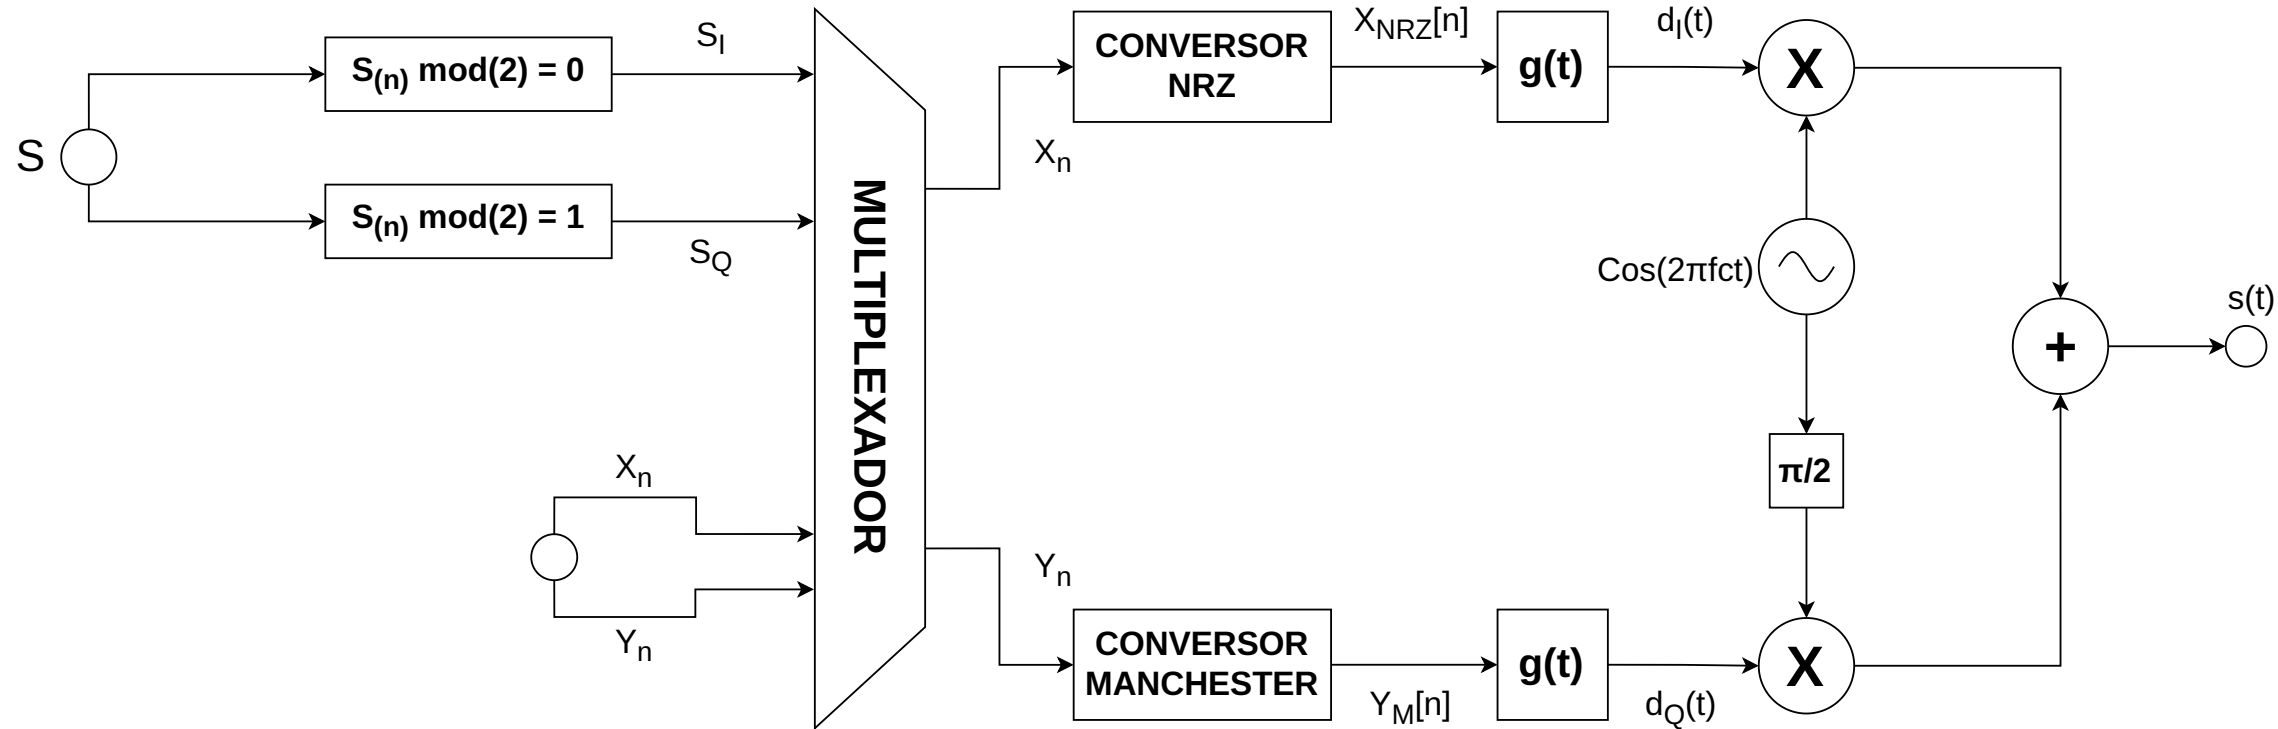 S
S(n) mod(2) = 0
S(n) mod(2) = 1
SI
SQ
Xn
Yn
MULTIPLEXADOR
Xn
Yn
CONVERSOR
NRZ
CONVERSOR
MANCHESTER
XNRZ[n]
YM[n]
g(t)
g(t)
dI(t)
dQ(t)
X
Cos(2πfct)
π/2
X
+
s(t)